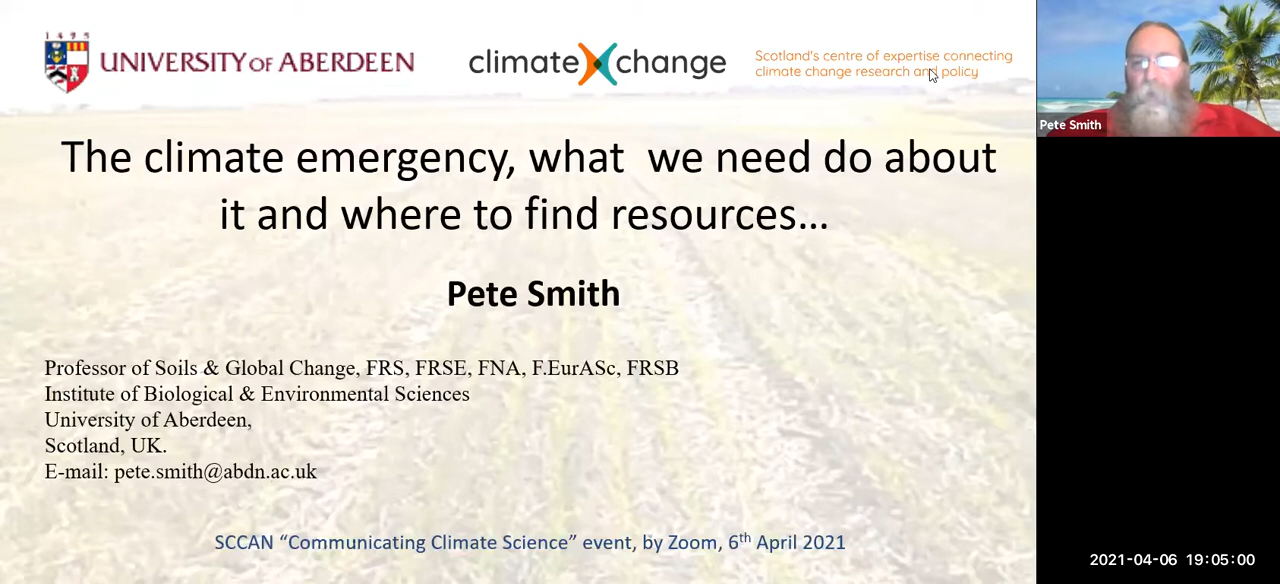 1495
UNIVERSITY OF ABERDEEN
climate change
Scotland's centre of expertise connecting
climate change research and policy
Pete Smith
The climate emergency, what  we need do about
it and where to find resources…
Pete Smith
Professor of Soils & Global Change, FRS, FRSE, FNA, F.EurASc, FRSB
Institute of Biological & Environmental Sciences
University of Aberdeen,
Scotland, UK.
E-mail: pete.smith@abdn.ac.uk
SCCAN “Communicating Climate Science” event, by Zoom, 6th April 2021
2021-04-06 19:05:00